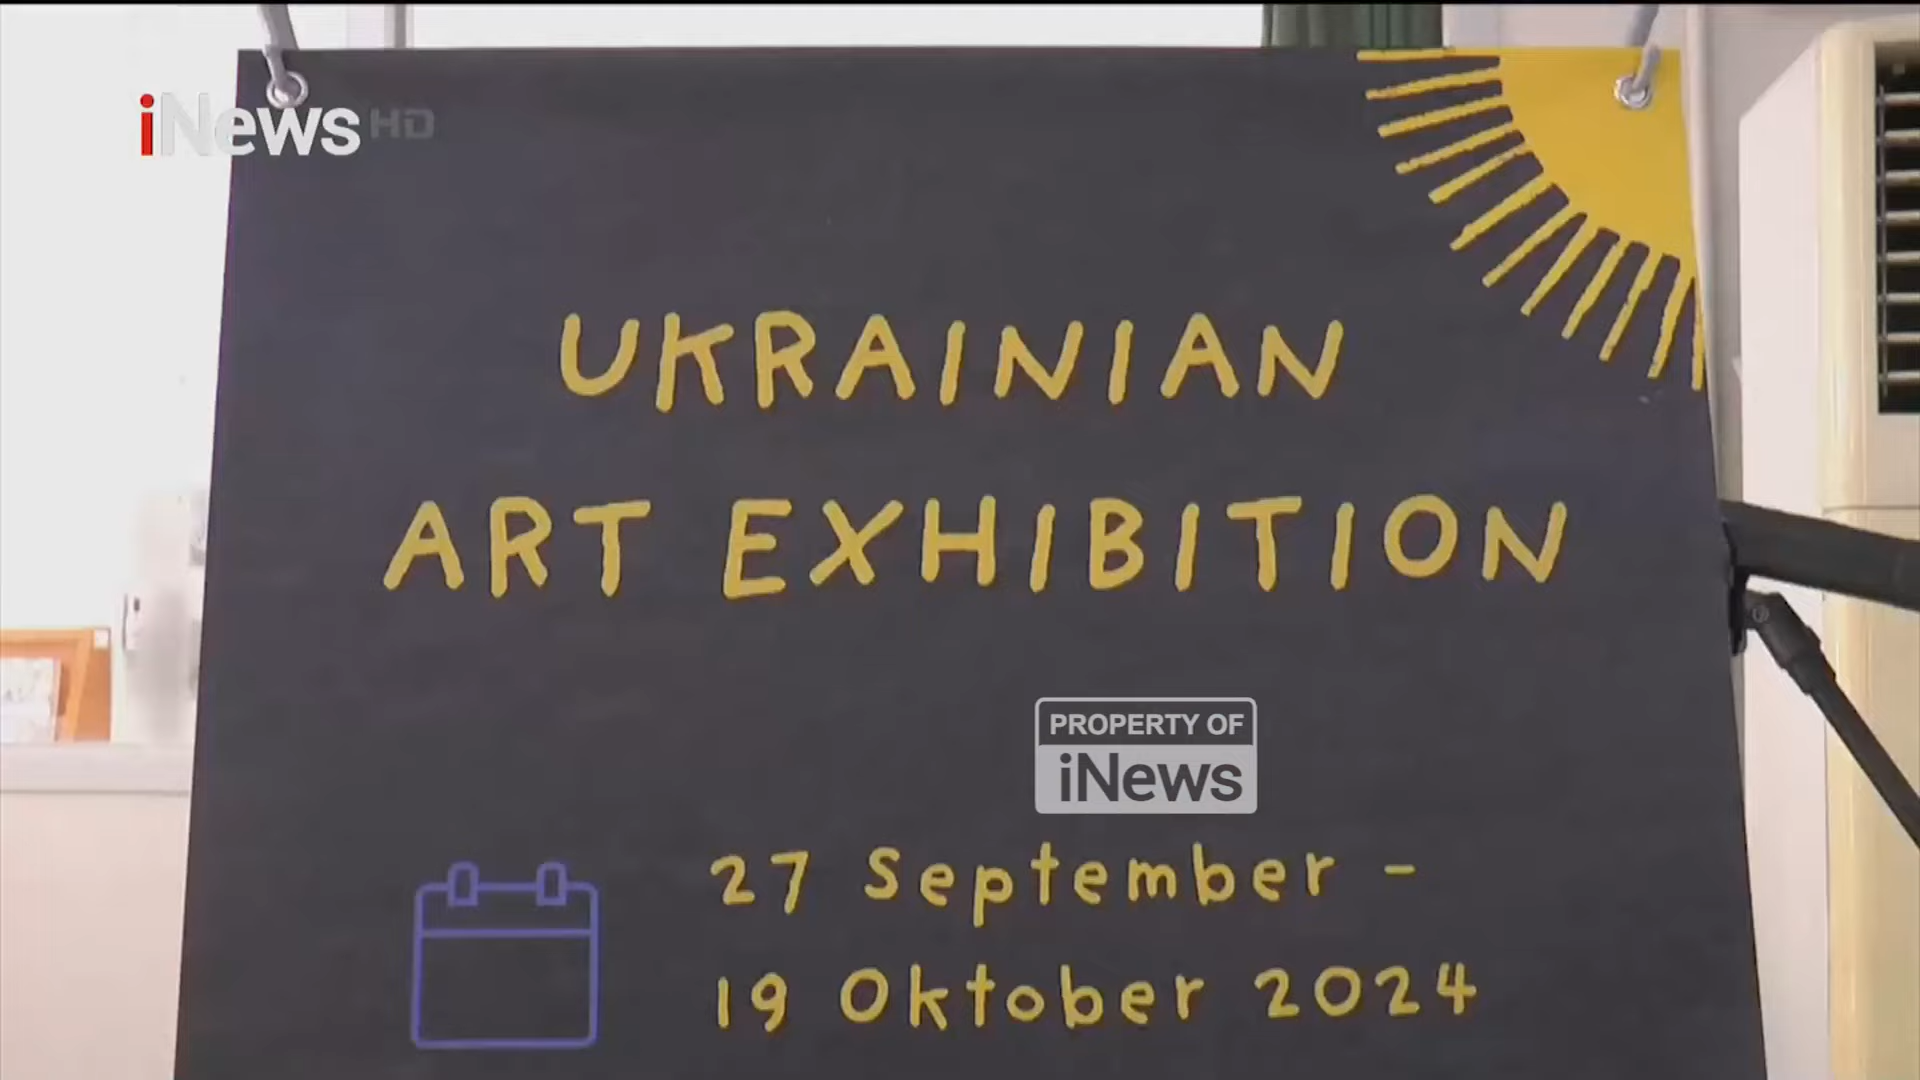 iNews HD
UKRAINIAN
ART EXHIBITION
PROPERTY OF
iNews
27 September -
19 Oktober 2024